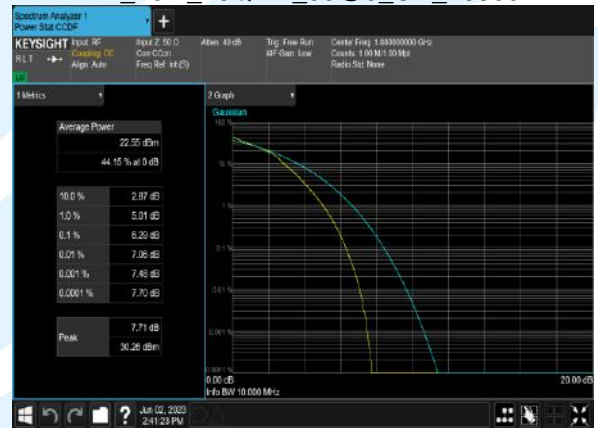 Spectrum Analyzer 1
Power Stat CCDF
+
KEYSIGHT
Input: RF
Input Z: 50 Ω
Atten: 40 dB
Trig: Free Run
Center Freq: 1.880000000 GHz
RLT
Coupling: DC
Corr CCorr
#IF Gain: Low
Counts: 1.00 M/1.00 Mpt
Align: Auto
Freq Ref: Int (S)
Radio Std: None
1 Metrics
2 Graph
Average Power
22.55 dBm
44.15 % at 0 dB
10.0 % 2.87 dB
1.0 % 5.01 dB
0.1 % 6.29 dB
0.01 % 7.06 dB
0.001 % 7.48 dB
0.0001 % 7.70 dB
Peak
7.71 dB
30.26 dBm
Gaussian
100 %
10 %
1 %
0.1 %
0.01 %
0.001 %
0.0001 %
0.00 dB
20.00 dB
Info BW 10.000 MHz
?
Jun 02, 2023
2:41:23 PM